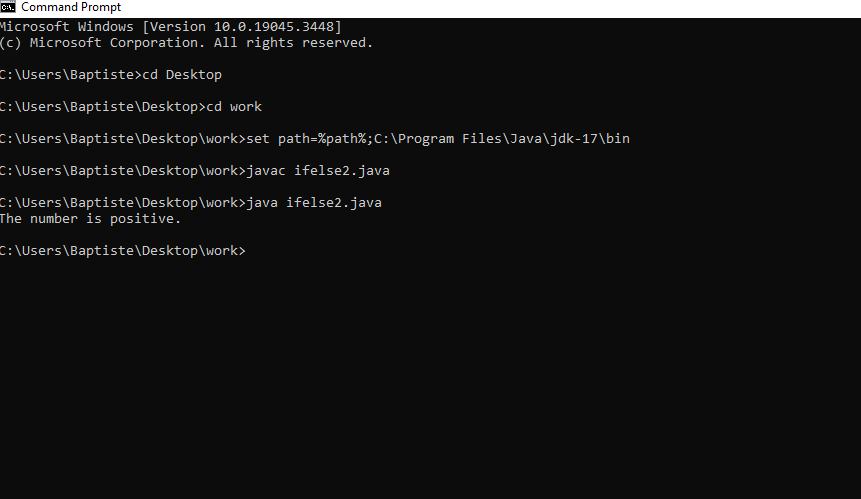 Command Prompt
Microsoft Windows [Version 10.0.19045.3448]
(c) Microsoft Corporation. All rights reserved.
C:\Users\Baptiste>cd Desktop
C:\Users\Baptiste\Desktop>cd work
C:\Users\Baptiste\Desktop\work>set path=%path%;C:\Program Files\Java\jdk-17\bin
C:\Users\Baptiste\Desktop\work>javac ifelse2.java
C:\Users\Baptiste\Desktop\work>java ifelse2.java
The number is positive.
C:\Users\Baptiste\Desktop\work>